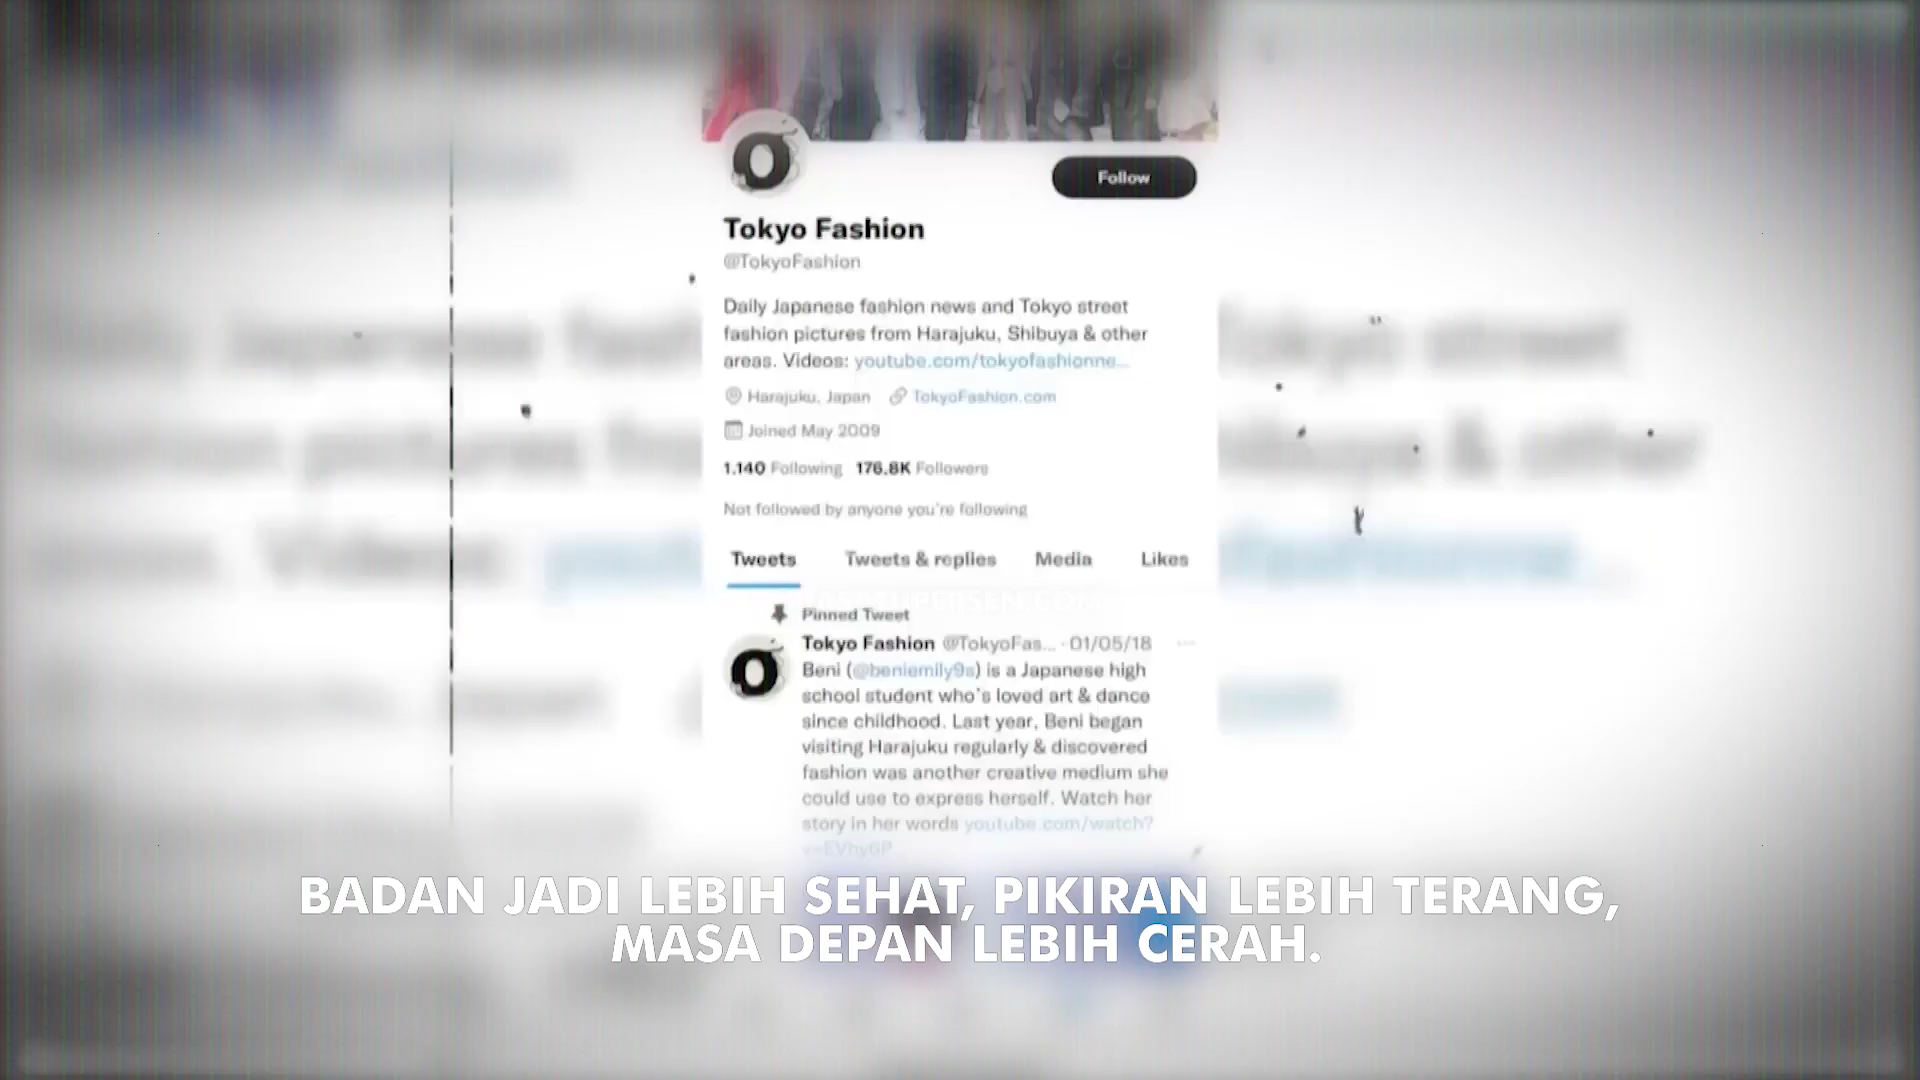 Follow
Tokyo Fashion
@TokyoFashion
Daily Japanese fashion news and Tokyo street
fashion pictures from Harajuku, Shibuya & other
areas. Videos: youtube.com/tokyofashionne...
Harajuku, Japan TokyoFashion.com
Joined May 2009
1.140 Following 176.8K Followers
Not followed by anyone you're following
Tweets Tweets & replies Media Likes
Pinned Tweet
Tokyo Fashion @TokyoFas... · 01/05/18 ...
Beni (@beniemily9s) is a Japanese high
school student who's loved art & dance
since childhood. Last year, Beni began
visiting Harajuku regularly & discovered
fashion was another creative medium she
could use to express herself. Watch her
story in her words youtube.com/watch?
BADAN JADI LEBIH SEHAT, PIKIRAN LEBIH TERANG,
MASA DEPAN LEBIH CERAH.